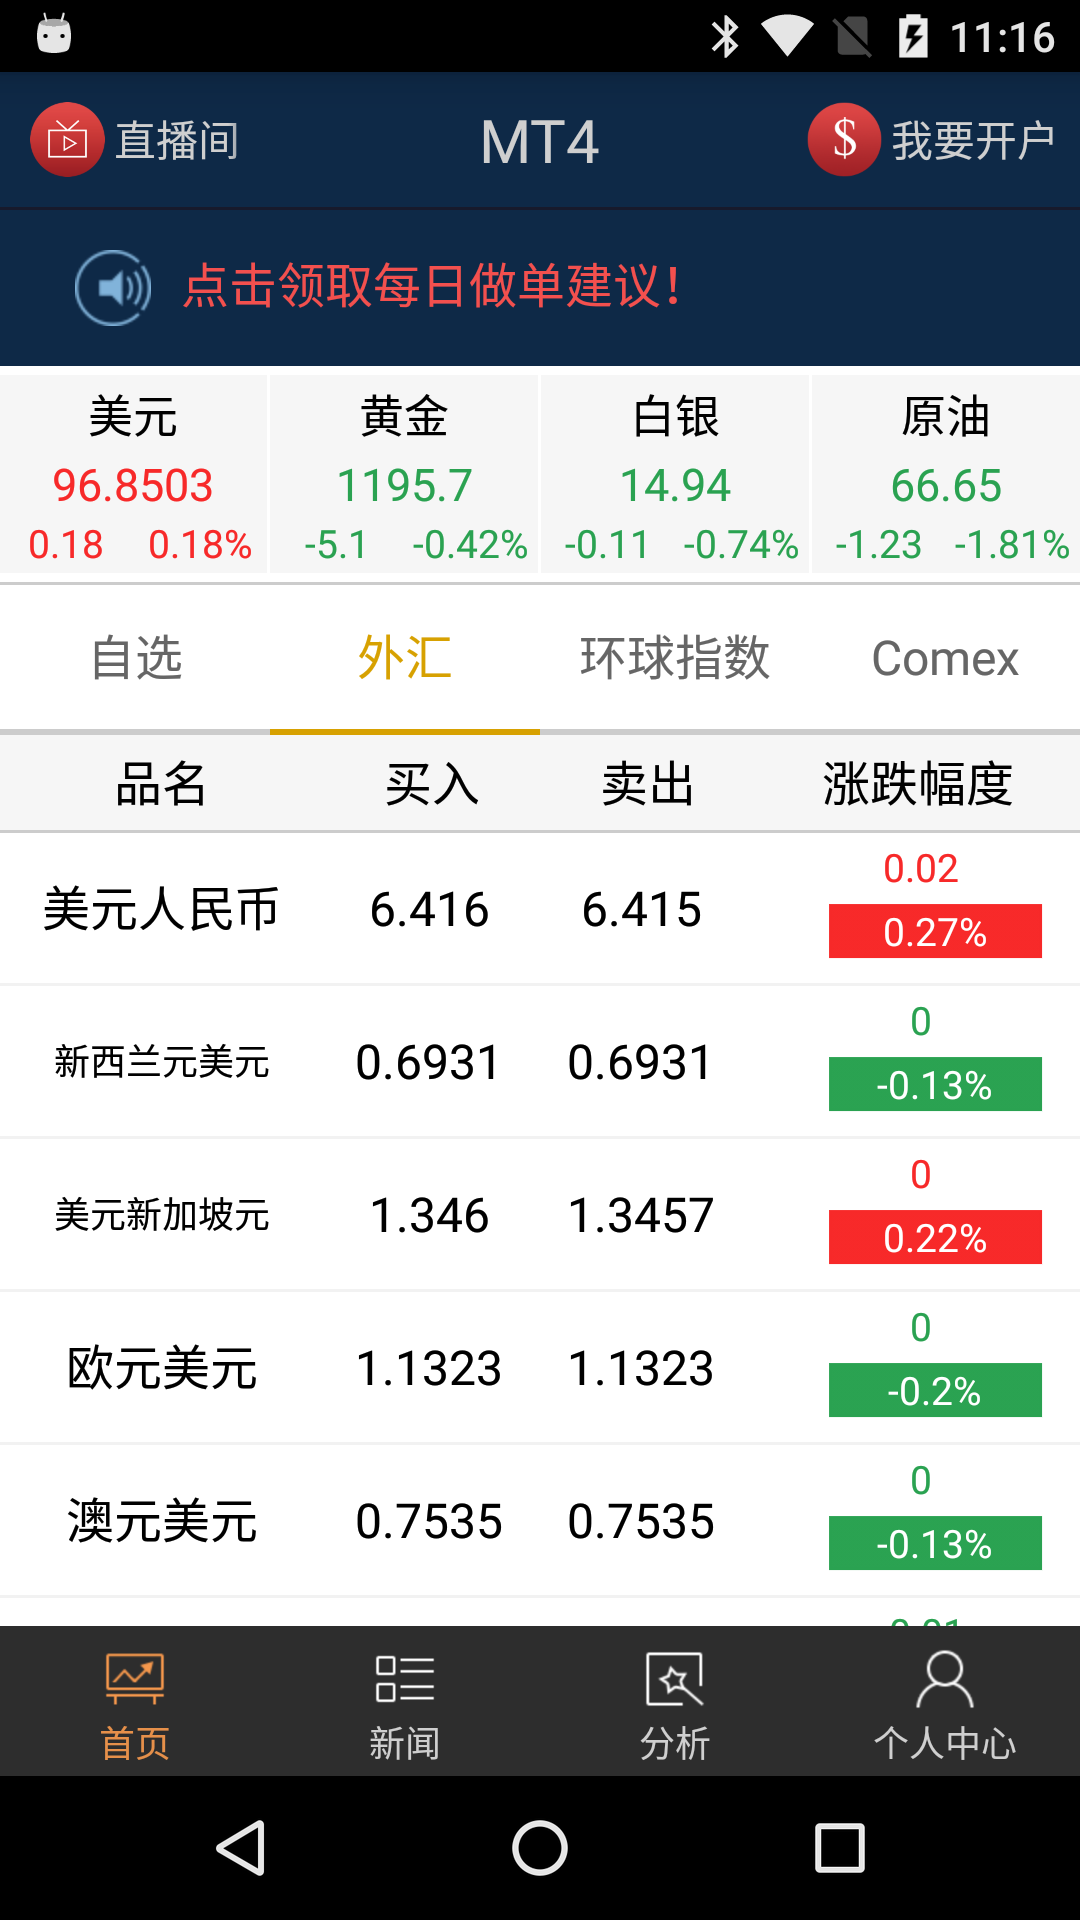 11:16
直播间 MT4 $ 我要开户
点击领取每日做单建议！
美元 黄金 白银 原油
96.8503 1195.7 14.94 66.65
0.18 0.18% -5.1 -0.42% -0.11 -0.74% -1.23 -1.81%
自选 外汇 环球指数 Comex
品名 买入 卖出 涨跌幅度
美元人民币 6.416 6.415 0.02
0.27%
新西兰元美元 0.6931 0.6931 0
-0.13%
美元新加坡元 1.346 1.3457 0
0.22%
欧元美元 1.1323 1.1323 0
-0.2%
澳元美元 0.7535 0.7535 0
-0.13%
首页 新闻 分析 个人中心